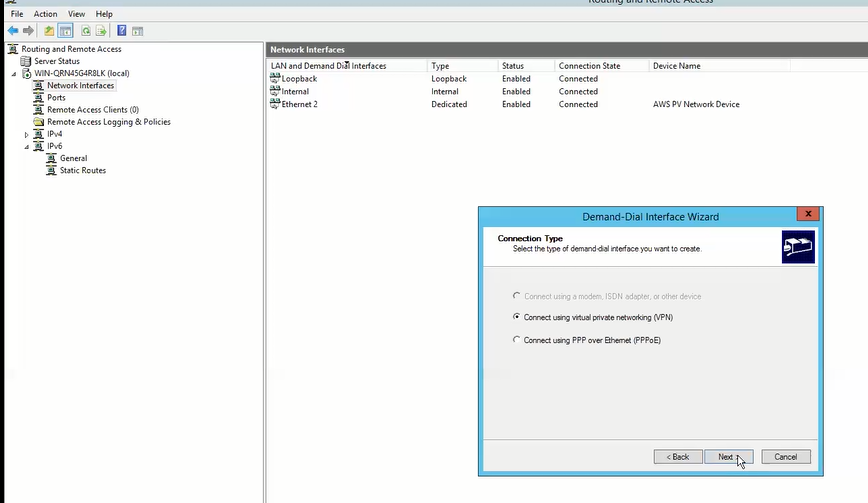 Routing and Remote Access
File Action View Help
Routing and Remote Access
Server Status
WIN-QRN45G4R8LK (local)
Network Interfaces
Ports
Remote Access Clients (0)
Remote Access Logging & Policies
IPv4
IPv6
General
Static Routes
Network Interfaces
LAN and Demand Dial Interfaces Type Status Connection State Device Name
Loopback Loopback Enabled Connected
Internal Internal Enabled Connected
Ethernet 2 Dedicated Enabled Connected AWS PV Network Device
Demand-Dial Interface Wizard
Connection Type
Select the type of demand-dial interface you want to create.
Connect using a modem, ISDN adapter, or other device
Connect using virtual private networking (VPN)
Connect using PPP over Ethernet (PPPoE)
< Back Next > Cancel